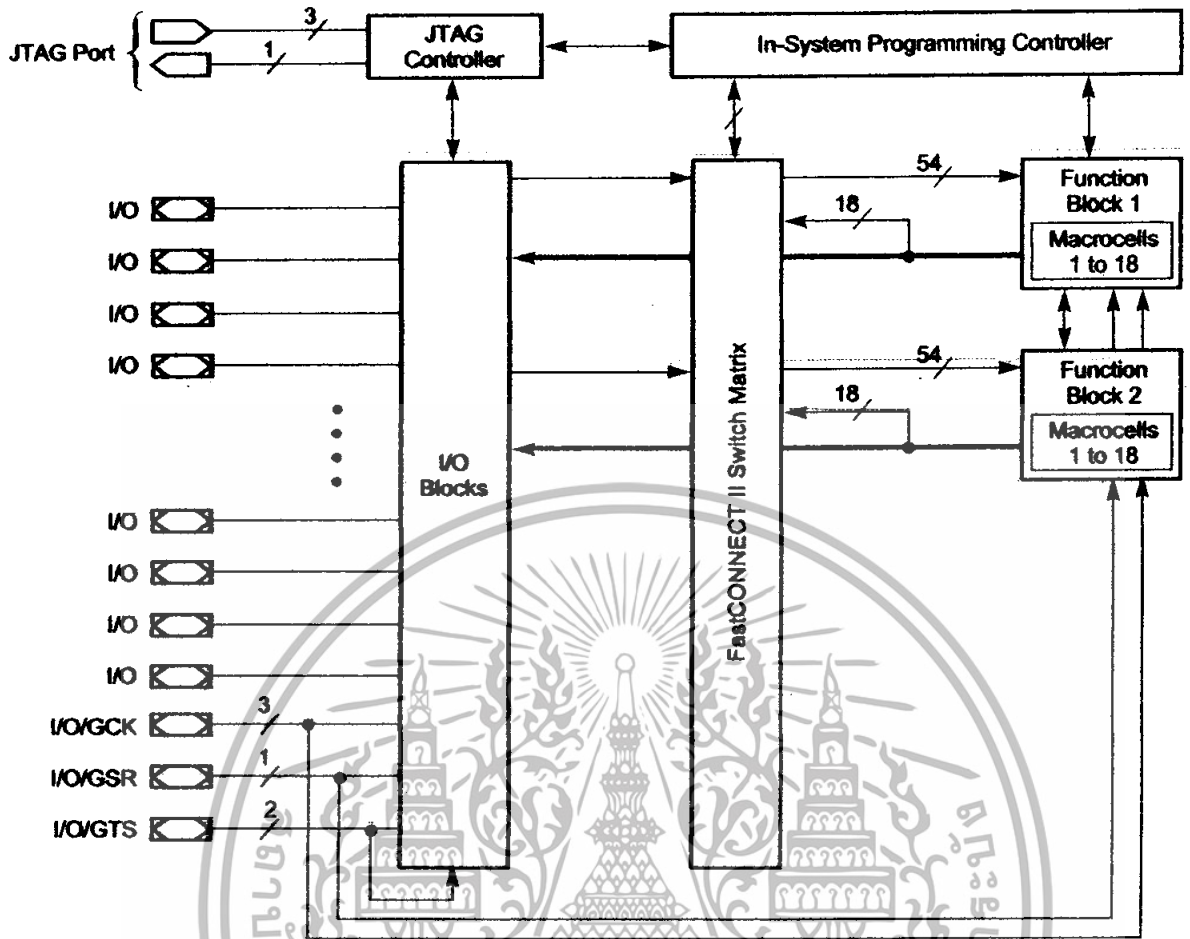 JTAG Port
3
1
JTAG
Controller
In-System Programming Controller
I/O
I/O
I/O
I/O
I/O
I/O
I/O
I/O
I/O/GCK
3
I/O/GSR
1
I/O/GTS
2
I/O
Blocks
FastCONNECT II Switch Matrix
54
18
Function
Block 1
Macrocells
1 to 18
54
18
Function
Block 2
Macrocells
1 to 18